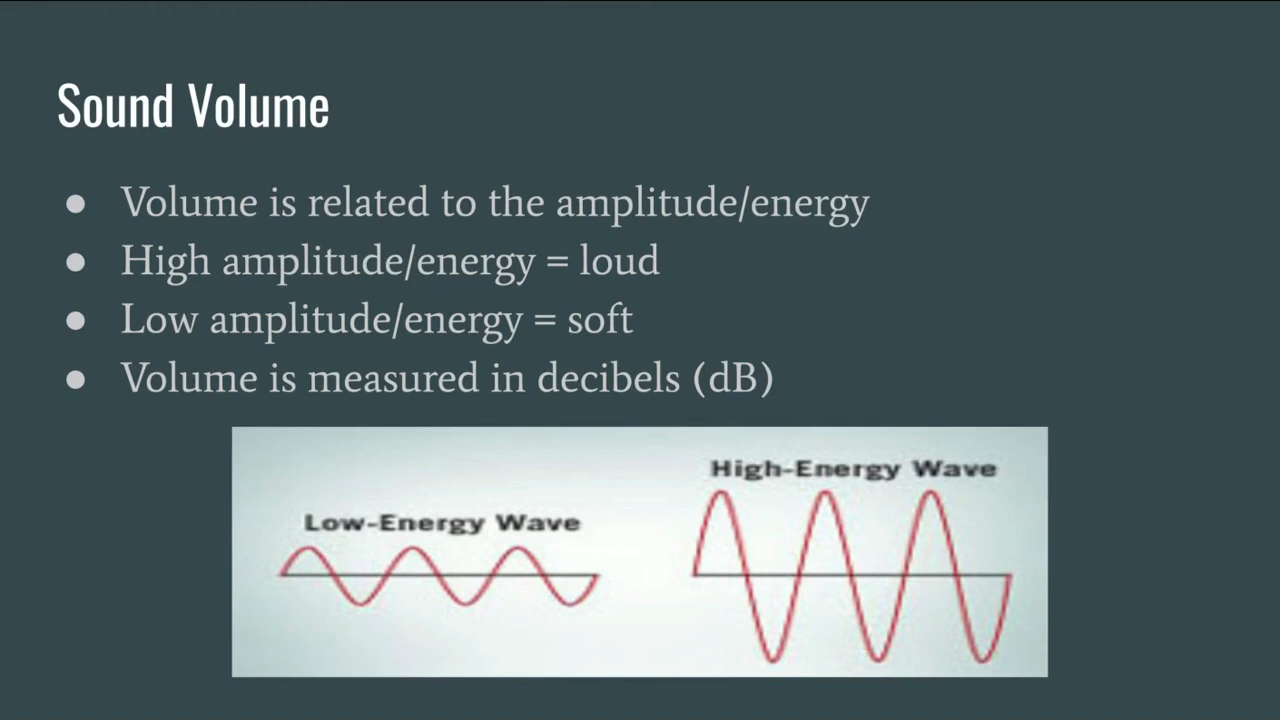 Sound Volume
● Volume is related to the amplitude/energy
● High amplitude/energy = loud
● Low amplitude/energy = soft
● Volume is measured in decibels (dB)
High-Energy Wave
Low-Energy Wave